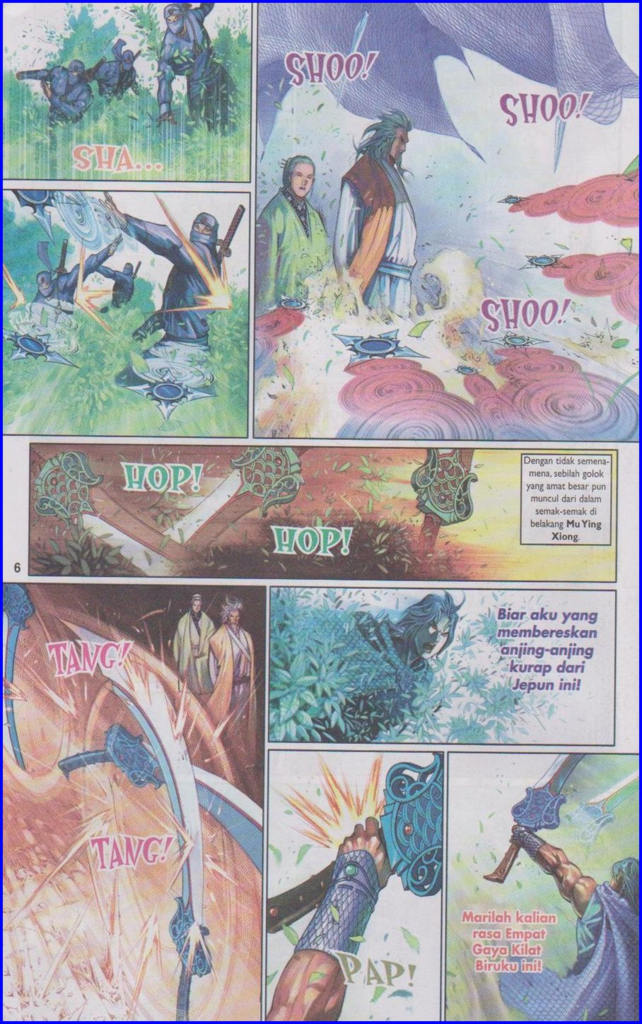 SHA...
SHOO!
SHOO!
SHOO!
HOP!
HOP!
Dengan tidak semena-
mena, sebilah golok
yang amat besar pun
muncul dari dalam
semak-semak di
belakang Mu Ying
Xiong.
6
TANG!
TANG!
Biar aku yang
membereskan
anjing-anjing
kurap dari
Jepun ini!
PAP!
Marilah kalian
rasa Empat
Gaya Kilat
Biruku ini!